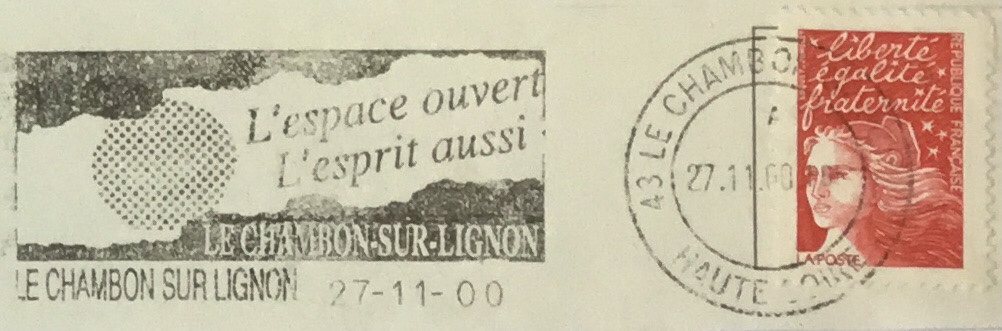 L'espace ouvert
L'esprit aussi
LE CHAMBON-SUR-LIGNON
LE CHAMBON SUR LIGNON 27-11-00
43 LE CHAMBON
A
27.11.00
HAUTE LOIRE
liberté
égalité
fraternité
RÉPUBLIQUE FRANÇAISE
LA POSTE